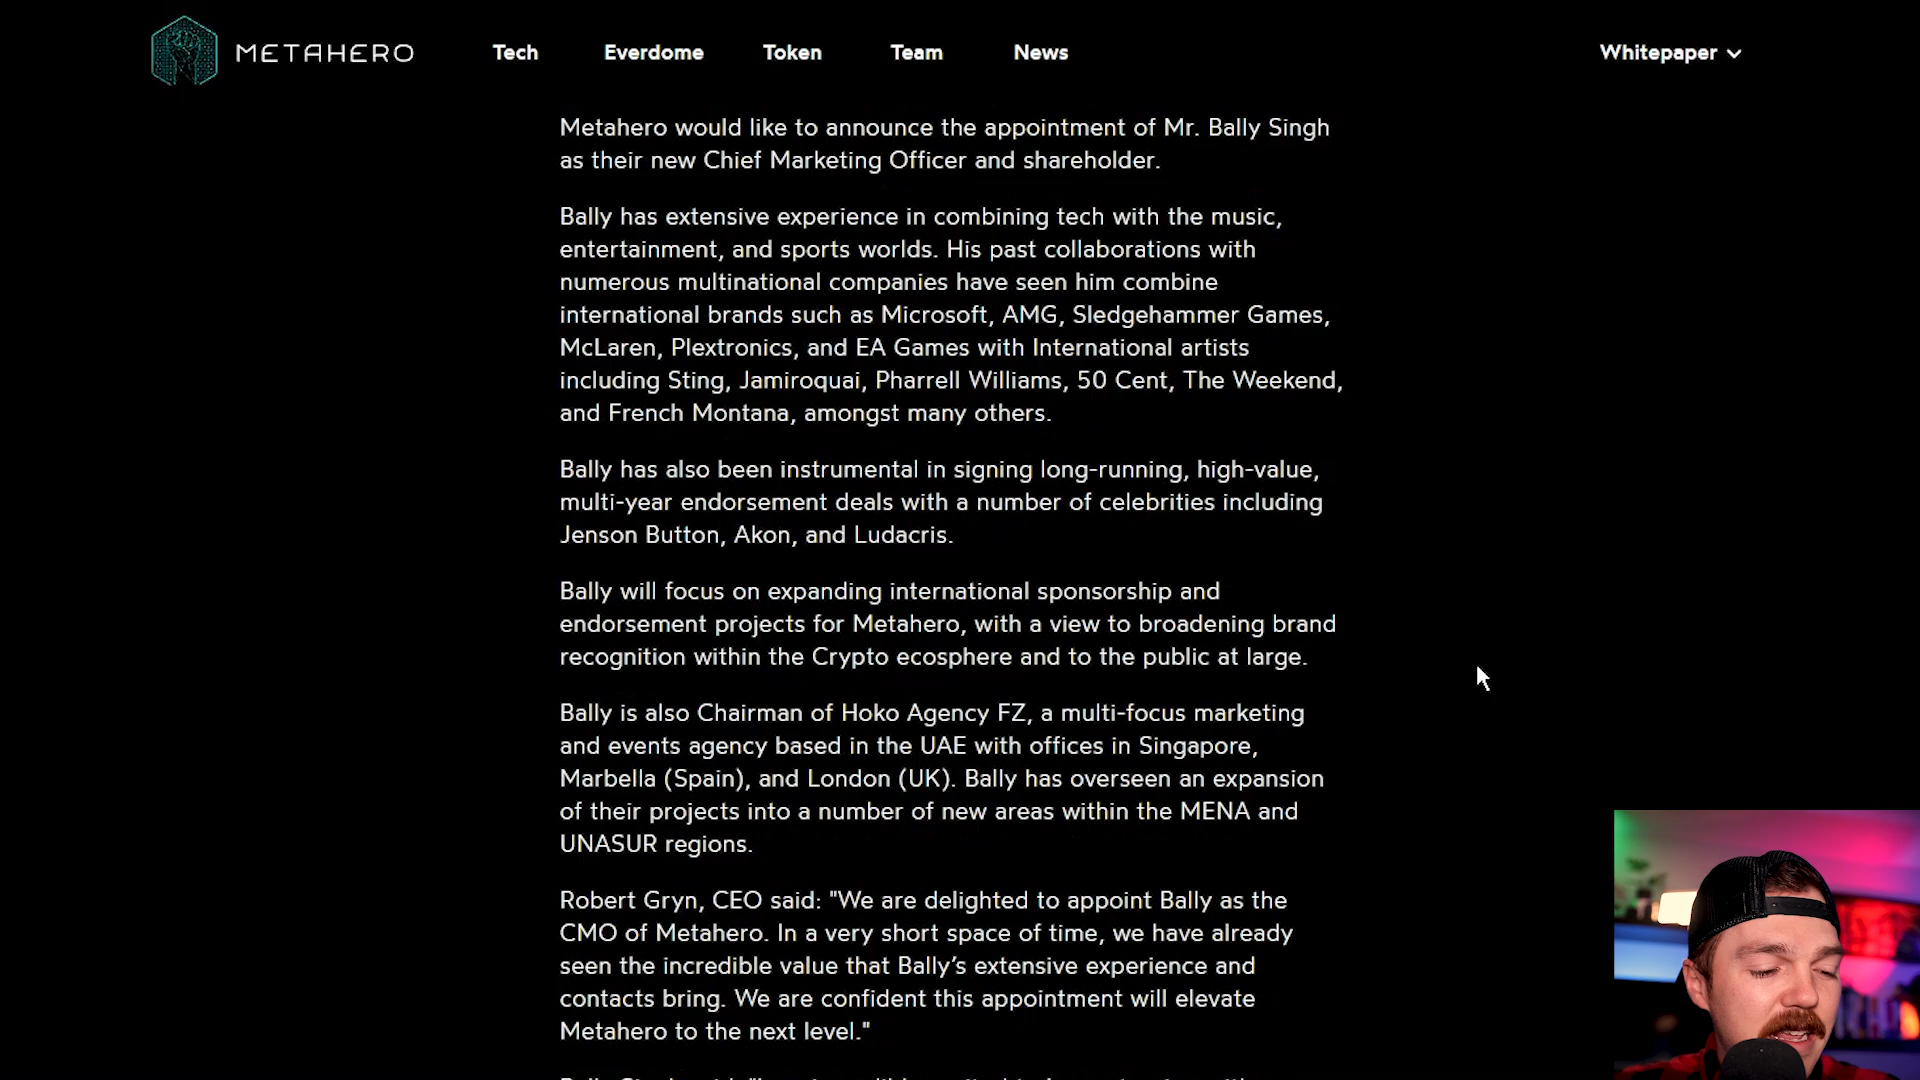 METAHERO
Tech
Everdome
Token
Team
News
Whitepaper
Metahero would like to announce the appointment of Mr. Bally Singh
as their new Chief Marketing Officer and shareholder.
Bally has extensive experience in combining tech with the music,
entertainment, and sports worlds. His past collaborations with
numerous multinational companies have seen him combine
international brands such as Microsoft, AMG, Sledgehammer Games,
McLaren, Plextronics, and EA Games with International artists
including Sting, Jamiroquai, Pharrell Williams, 50 Cent, The Weekend,
and French Montana, amongst many others.
Bally has also been instrumental in signing long-running, high-value,
multi-year endorsement deals with a number of celebrities including
Jenson Button, Akon, and Ludacris.
Bally will focus on expanding international sponsorship and
endorsement projects for Metahero, with a view to broadening brand
recognition within the Crypto ecosphere and to the public at large.
Bally is also Chairman of Hoko Agency FZ, a multi-focus marketing
and events agency based in the UAE with offices in Singapore,
Marbella (Spain), and London (UK). Bally has overseen an expansion
of their projects into a number of new areas within the MENA and
UNASUR regions.
Robert Gryn, CEO said: "We are delighted to appoint Bally as the
CMO of Metahero. In a very short space of time, we have already
seen the incredible value that Bally’s extensive experience and
contacts bring. We are confident this appointment will elevate
Metahero to the next level."